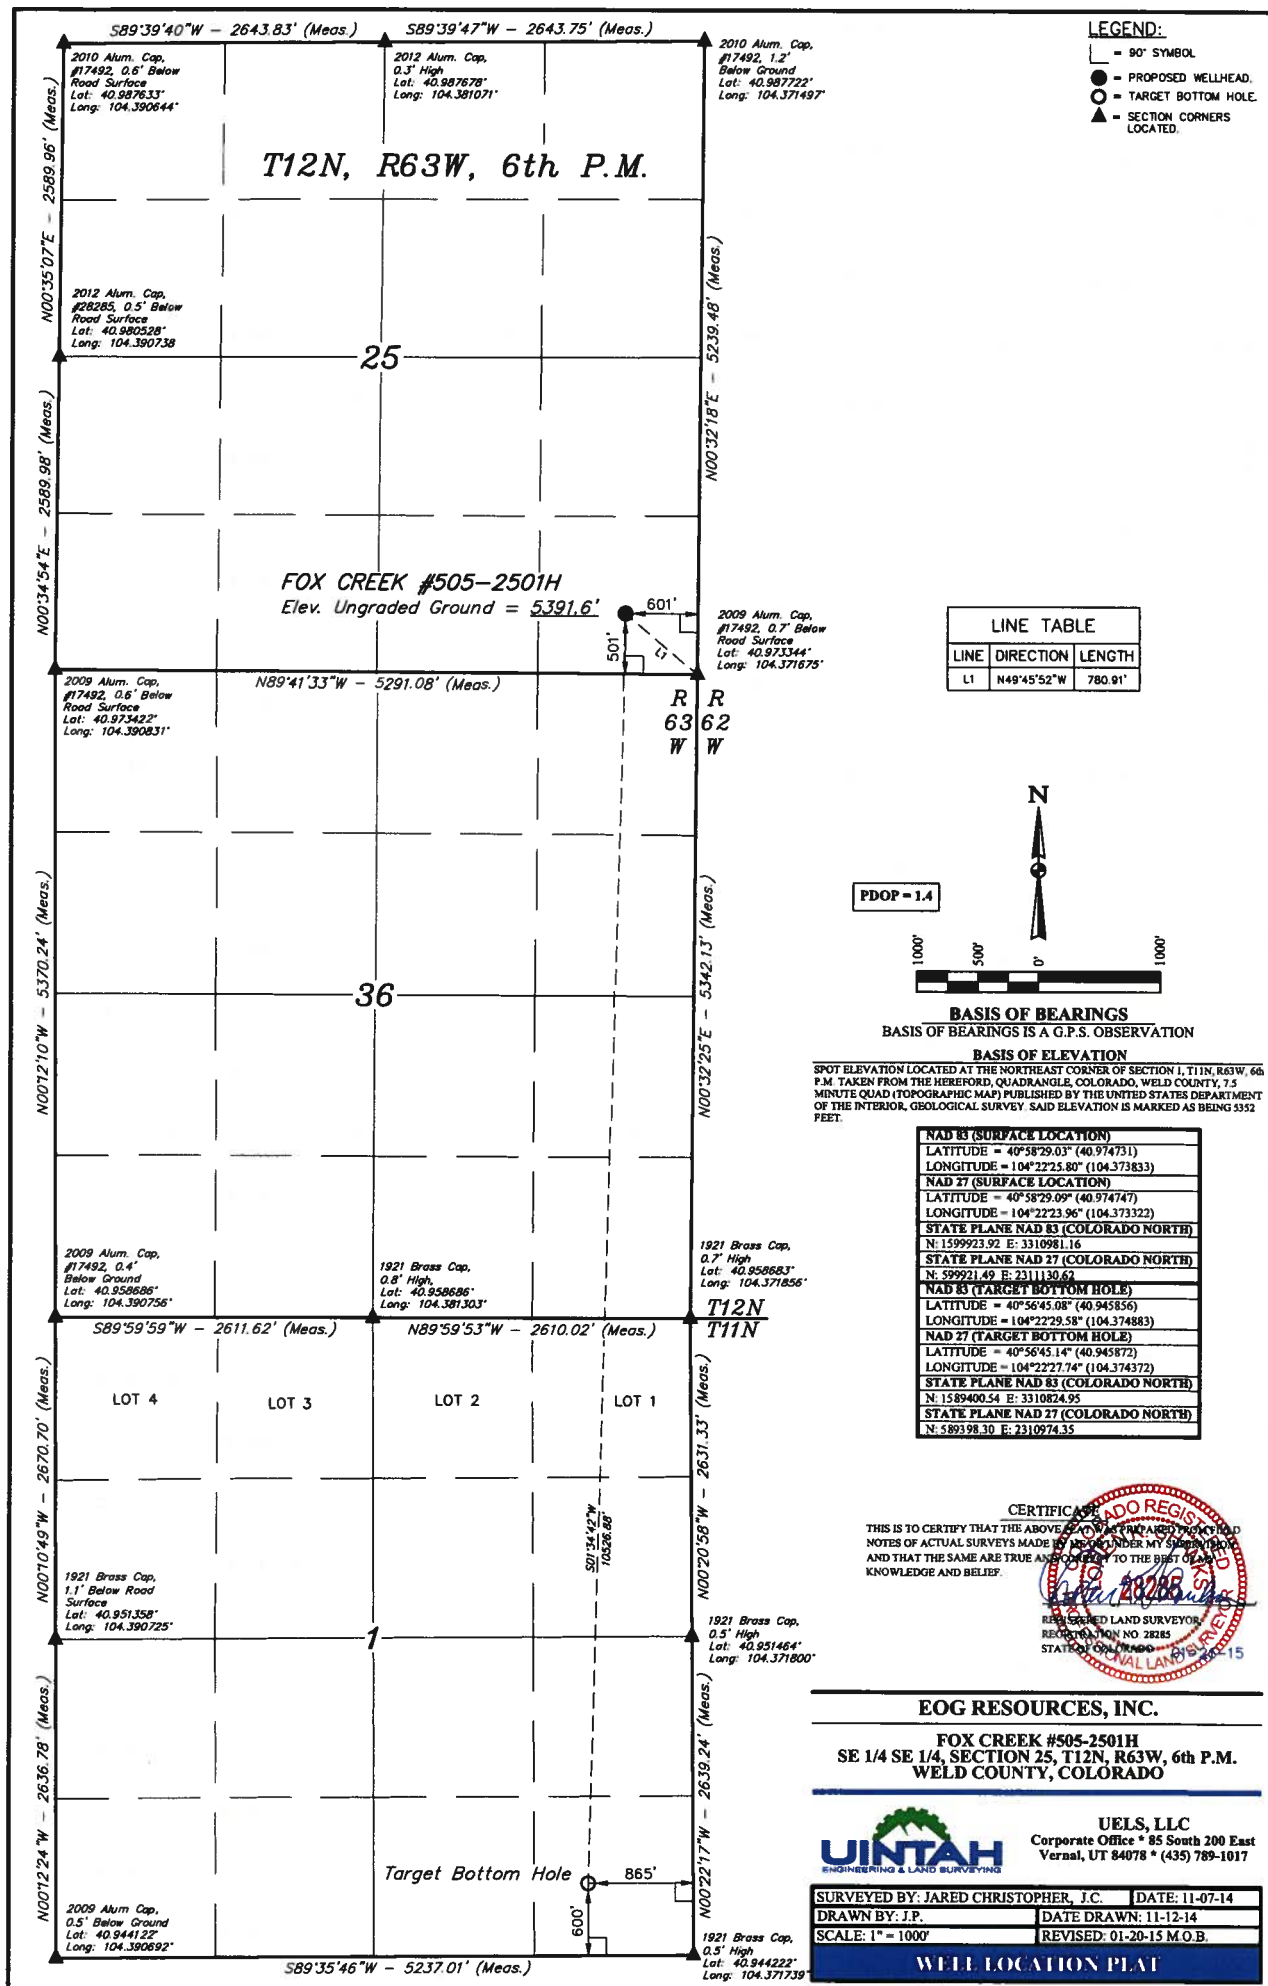 S89°39'40"W - 2643.83' (Meas.)
S89°39'47"W - 2643.75' (Meas.)
2010 Alum. Cap,
#17492, 0.6' Below
Road Surface
Lat: 40.987633°
Long: 104.390644°
2012 Alum. Cap,
0.3' High
Lat: 40.987678°
Long: 104.381071°
2010 Alum. Cap,
#17492, 1.2'
Below Ground
Lat: 40.987722°
Long: 104.371497°
LEGEND:
= 90° SYMBOL
= PROPOSED WELLHEAD.
= TARGET BOTTOM HOLE.
= SECTION CORNERS
LOCATED.
N00°35'07"E - 2589.96' (Meas.)
T12N, R63W, 6th P.M.
2012 Alum. Cap,
#28285, 0.5' Below
Road Surface
Lat: 40.980528°
Long: 104.390738
25
N00°32'18"E - 5239.48' (Meas.)
N00°34'54"E - 2589.98' (Meas.)
FOX CREEK #505-2501H
Elev. Ungraded Ground = 5391.6'
601'
501'
L1
2009 Alum. Cap,
#17492, 0.7' Below
Road Surface
Lat: 40.973344°
Long: 104.371675°
LINE TABLE
LINE DIRECTION LENGTH
L1 N49°45'52"W 780.91'
2009 Alum. Cap,
#17492, 0.6' Below
Road Surface
Lat: 40.973422°
Long: 104.390831°
N89°41'33"W - 5291.08' (Meas.)
R R
63 62
W W
N
PDOP = 1.4
1000' 500' 0' 1000'
N00°12'10"W - 5370.24' (Meas.)
36
N00°32'25"E - 5342.13' (Meas.)
BASIS OF BEARINGS
BASIS OF BEARINGS IS A G.P.S. OBSERVATION
BASIS OF ELEVATION
SPOT ELEVATION LOCATED AT THE NORTHEAST CORNER OF SECTION 1, T11N, R63W, 6th
P.M. TAKEN FROM THE HEREFORD, QUADRANGLE, COLORADO, WELD COUNTY, 7.5
MINUTE QUAD (TOPOGRAPHIC MAP) PUBLISHED BY THE UNITED STATES DEPARTMENT
OF THE INTERIOR, GEOLOGICAL SURVEY. SAID ELEVATION IS MARKED AS BEING 5352
FEET.
NAD 83 (SURFACE LOCATION)
LATITUDE = 40°58'29.03" (40.974731)
LONGITUDE = 104°22'25.80" (104.373833)
NAD 27 (SURFACE LOCATION)
LATITUDE = 40°58'29.09" (40.974747)
LONGITUDE = 104°22'23.96" (104.373322)
STATE PLANE NAD 83 (COLORADO NORTH)
N: 1599923.92 E: 3310981.16
STATE PLANE NAD 27 (COLORADO NORTH)
N: 599921.49 E: 2311130.62
NAD 83 (TARGET BOTTOM HOLE)
LATITUDE = 40°56'45.08" (40.945856)
LONGITUDE = 104°22'29.58" (104.374883)
NAD 27 (TARGET BOTTOM HOLE)
LATITUDE = 40°56'45.14" (40.945872)
LONGITUDE = 104°22'27.74" (104.374372)
STATE PLANE NAD 83 (COLORADO NORTH)
N: 1589400.54 E: 3310824.95
STATE PLANE NAD 27 (COLORADO NORTH)
N: 589398.30 E: 2310974.35
2009 Alum. Cap,
#17492, 0.4'
Below Ground
Lat: 40.958686°
Long: 104.390756°
1921 Brass Cap,
0.8' High,
Lat: 40.958686°
Long: 104.381303°
1921 Brass Cap,
0.7' High
Lat: 40.958683°
Long: 104.371856°
T12N
T11N
S89°59'59"W - 2611.62' (Meas.)
N89°59'53"W - 2610.02' (Meas.)
LOT 4
LOT 3
LOT 2
LOT 1
N00°10'49"W - 2670.70' (Meas.)
N00°20'58"W - 2631.33' (Meas.)
S01°34'42"W
10526.88'
1921 Brass Cap,
1.1' Below Road
Surface
Lat: 40.951358°
Long: 104.390725°
1
1921 Brass Cap,
0.5' High
Lat: 40.951464°
Long: 104.371800°
N00°12'24"W - 2636.78' (Meas.)
N00°22'17"W - 2639.24' (Meas.)
Target Bottom Hole
865'
600'
2009 Alum Cap,
0.5' Below Ground
Lat: 40.944122°
Long: 104.390692°
S89°35'46"W - 5237.01' (Meas.)
1921 Brass Cap,
0.5' High
Lat: 40.944222°
Long: 104.371739°
CERTIFICATE
THIS IS TO CERTIFY THAT THE ABOVE PLAT WAS PREPARED FROM FIELD
NOTES OF ACTUAL SURVEYS MADE BY ME OR UNDER MY SUPERVISION
AND THAT THE SAME ARE TRUE AND CORRECT TO THE BEST OF MY
KNOWLEDGE AND BELIEF.
COLORADO REGISTERED
28285
PROFESSIONAL LAND SURVEYOR
REGISTERED LAND SURVEYOR
REGISTRATION NO. 28285
STATE OF COLORADO
EOG RESOURCES, INC.
FOX CREEK #505-2501H
SE 1/4 SE 1/4, SECTION 25, T12N, R63W, 6th P.M.
WELD COUNTY, COLORADO
UINTAH
ENGINEERING & LAND SURVEYING
UELS, LLC
Corporate Office * 85 South 200 East
Vernal, UT 84078 * (435) 789-1017
SURVEYED BY: JARED CHRISTOPHER, J.C. DATE: 11-07-14
DRAWN BY: J.P. DATE DRAWN: 11-12-14
SCALE: 1" = 1000' REVISED: 01-20-15 M.O.B.
WELL LOCATION PLAT